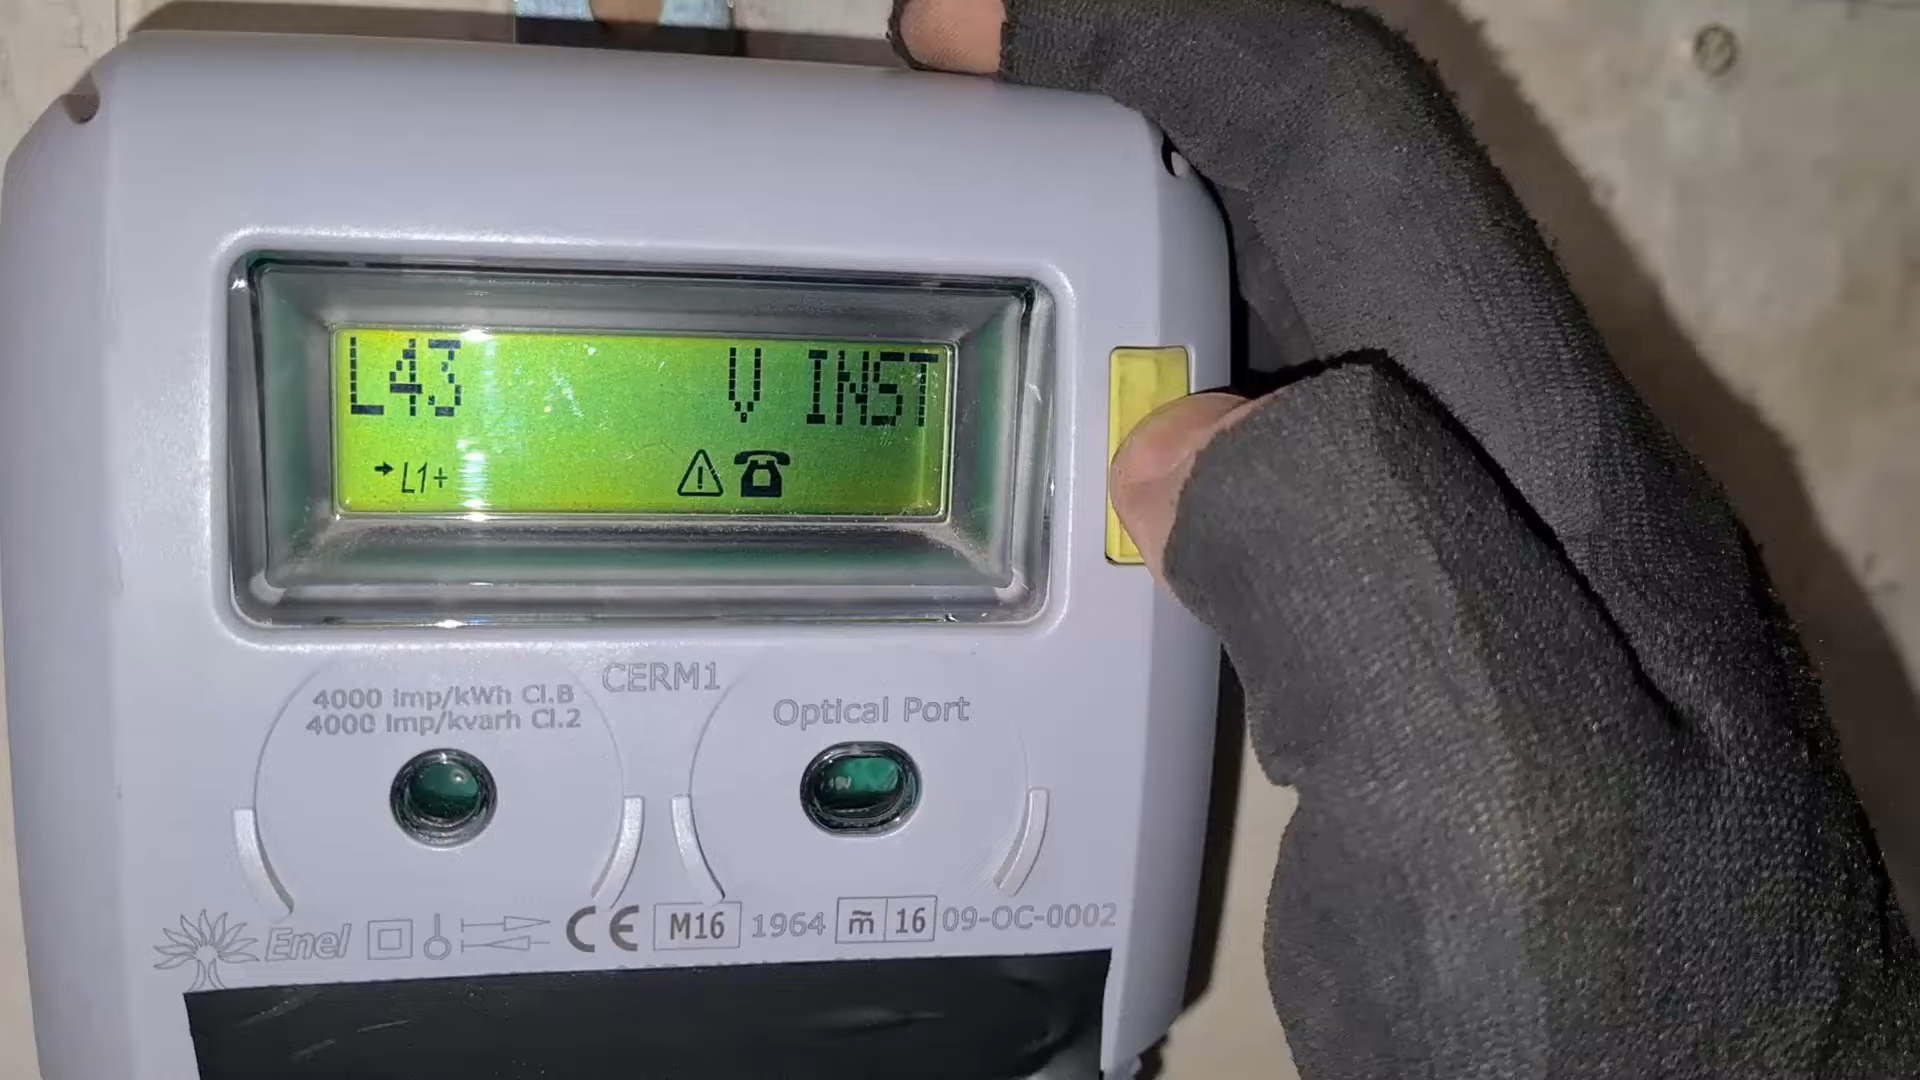 L43 V INST
L1+
CERM1
4000 imp/kWh Cl.B
4000 imp/kvarh Cl.2
Optical Port
Enel CE M16 1964 m 16 09-OC-0002